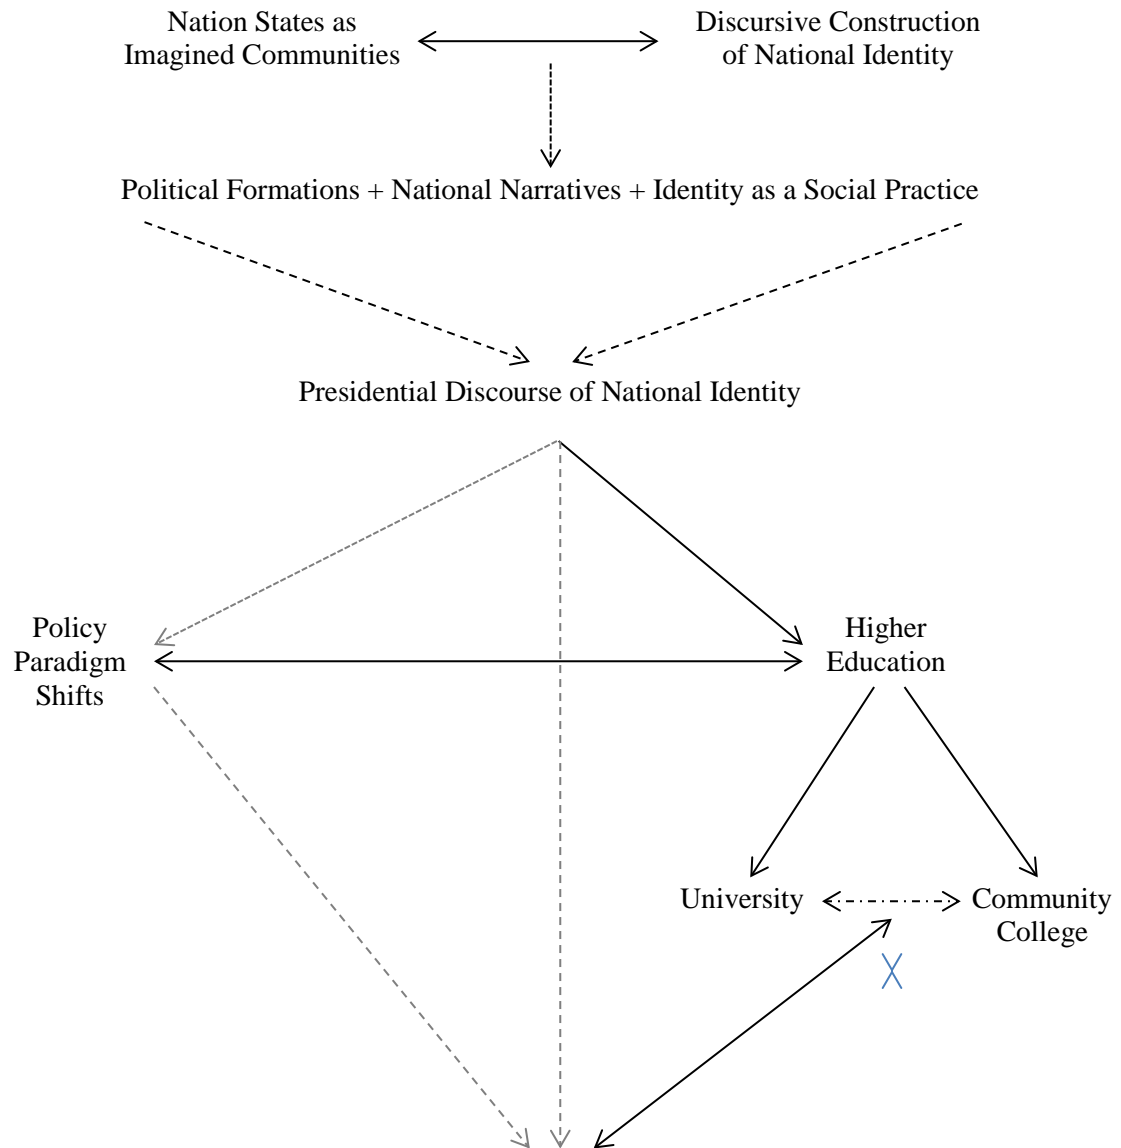 Nation States as
Imagined Communities
Discursive Construction
of National Identity
Political Formations + National Narratives + Identity as a Social Practice
Presidential Discourse of National Identity
Policy
Paradigm
Shifts
Higher
Education
University
Community
College